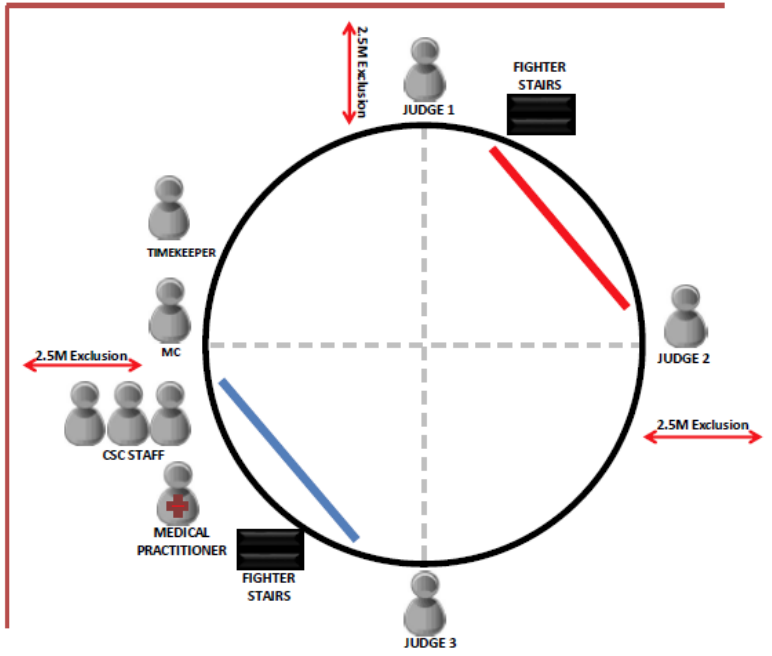 2.5M Exclusion
JUDGE 1
FIGHTER
STAIRS
TIMEKEEPER
MC
2.5M Exclusion
JUDGE 2
CSC STAFF
2.5M Exclusion
MEDICAL
PRACTITIONER
FIGHTER
STAIRS
JUDGE 3